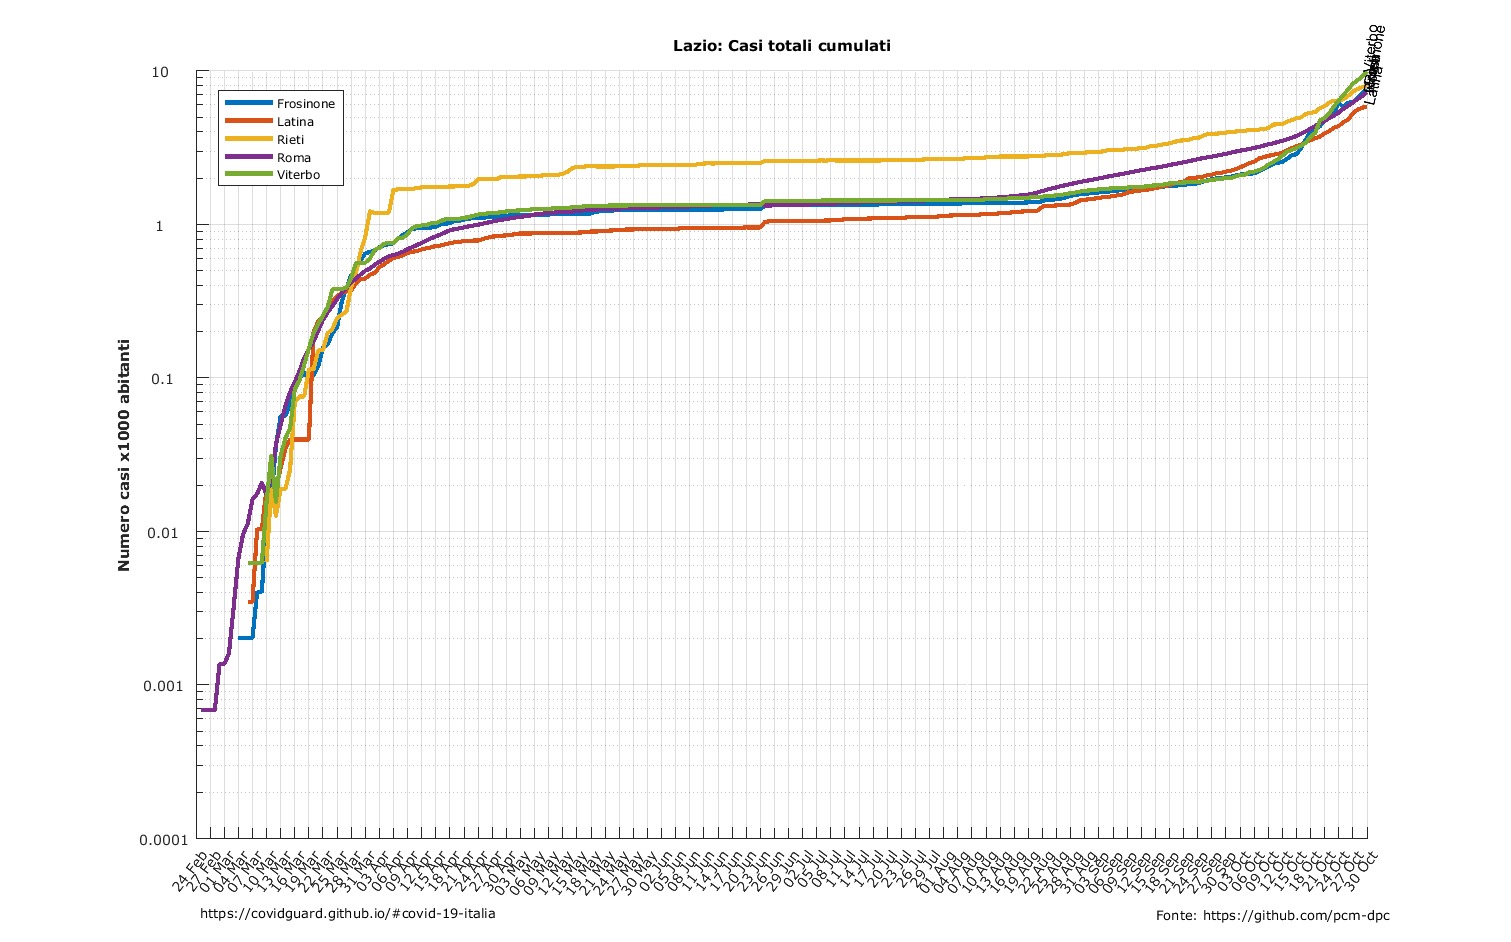 Lazio: Casi totali cumulati
Viterbo
Latina
Frosinone
Latina
Rieti
Roma
Viterbo
Numero casi x1000 abitanti
10
1
0.1
0.01
0.001
0.0001
24 Feb
27 Feb
01 Mar
04 Mar
07 Mar
10 Mar
13 Mar
16 Mar
19 Mar
22 Mar
25 Mar
28 Mar
31 Mar
03 Apr
06 Apr
09 Apr
12 Apr
15 Apr
18 Apr
21 Apr
24 Apr
27 Apr
30 Apr
03 May
06 May
09 May
12 May
15 May
18 May
21 May
24 May
27 May
30 May
02 Jun
05 Jun
08 Jun
11 Jun
14 Jun
17 Jun
20 Jun
23 Jun
26 Jun
29 Jun
02 Jul
05 Jul
08 Jul
11 Jul
14 Jul
17 Jul
20 Jul
23 Jul
26 Jul
29 Jul
01 Aug
04 Aug
07 Aug
10 Aug
13 Aug
16 Aug
19 Aug
22 Aug
25 Aug
28 Aug
31 Aug
03 Sep
06 Sep
09 Sep
12 Sep
15 Sep
18 Sep
21 Sep
24 Sep
27 Sep
30 Sep
03 Oct
06 Oct
09 Oct
12 Oct
15 Oct
18 Oct
21 Oct
24 Oct
27 Oct
30 Oct
https://covidguard.github.io/#covid-19-italia
Fonte: https://github.com/pcm-dpc